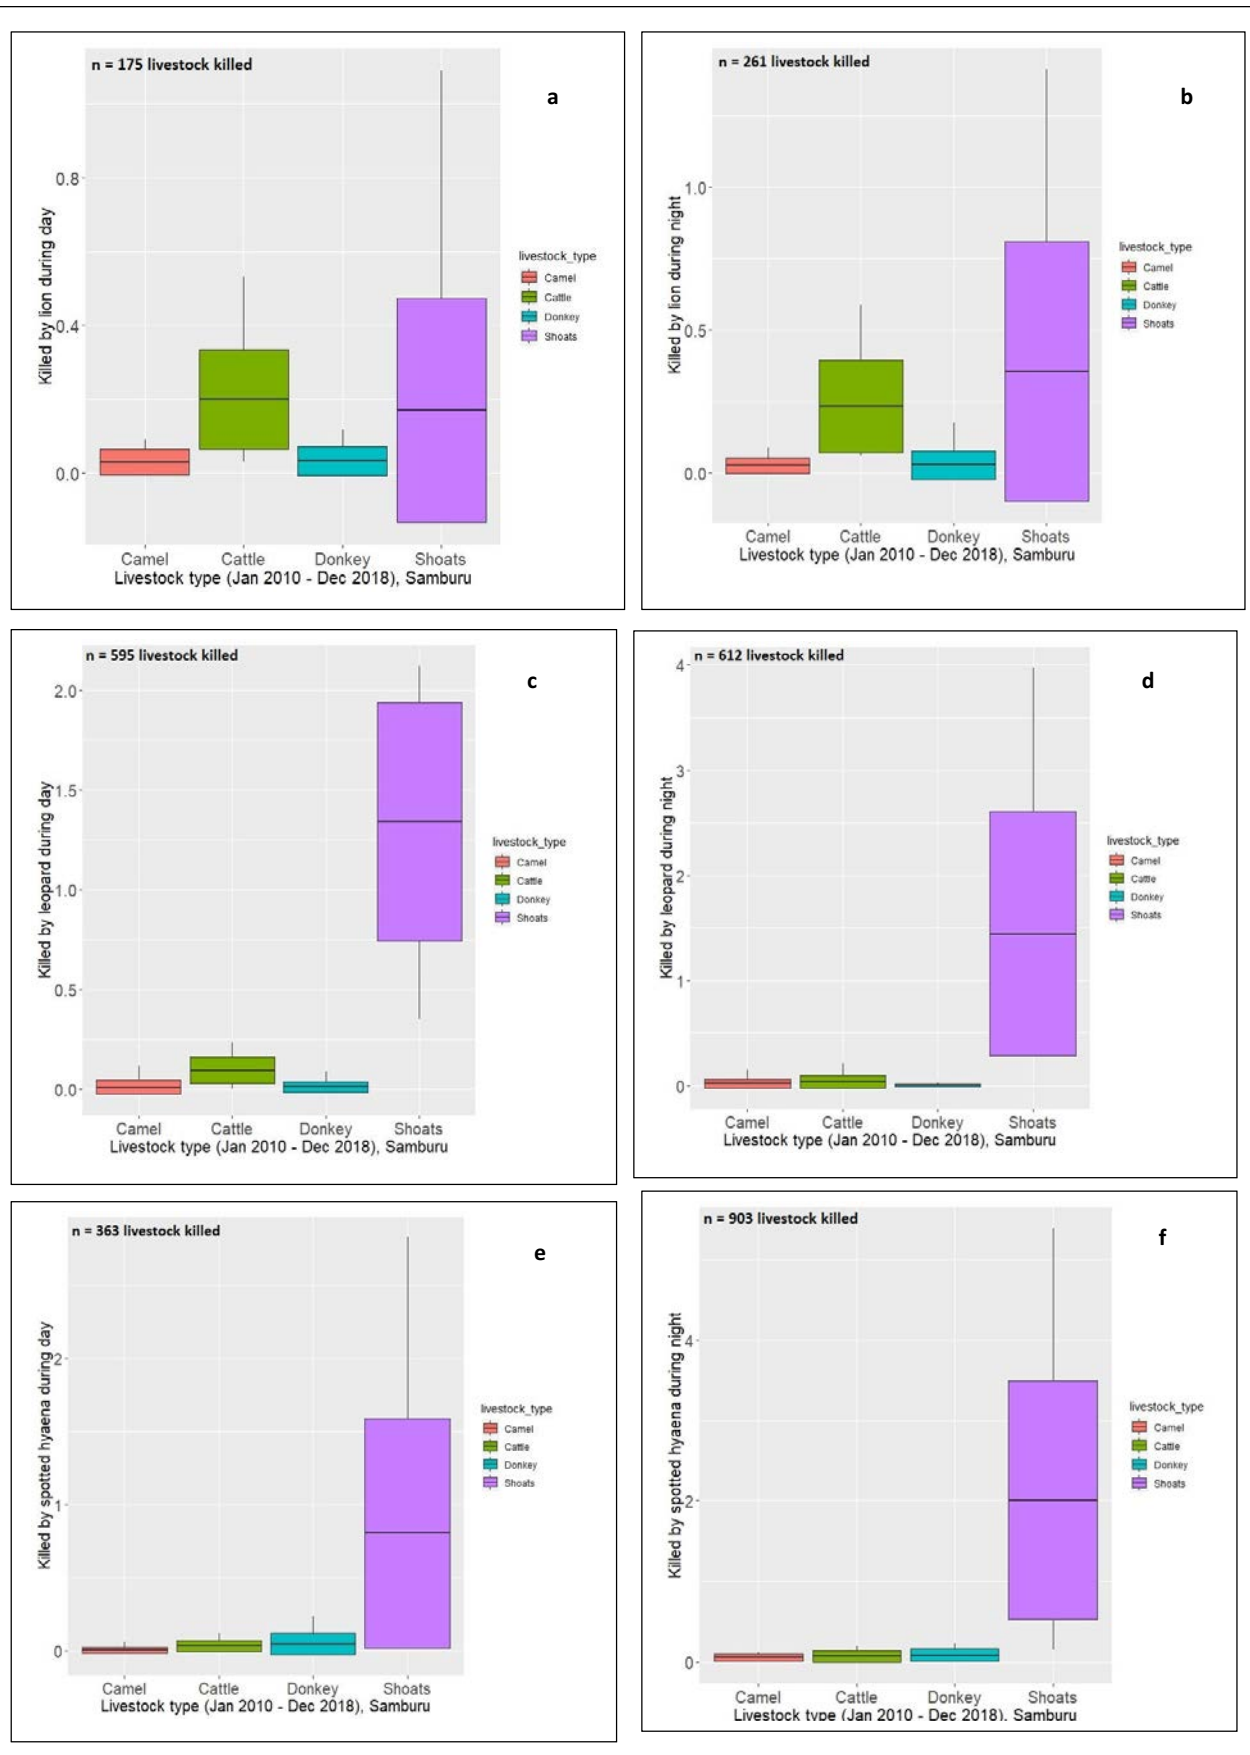 n = 175 livestock killed
a
Killed by lion during day
0.8
0.4
0.0
livestock_type
Camel
Cattle
Donkey
Shoats
Camel Cattle Donkey Shoats
Livestock type (Jan 2010 - Dec 2018), Samburu
n = 261 livestock killed
b
Killed by lion during night
1.0
0.5
0.0
livestock_type
Camel
Cattle
Donkey
Shoats
Camel Cattle Donkey Shoats
Livestock type (Jan 2010 - Dec 2018), Samburu
n = 595 livestock killed
c
Killed by leopard during day
2.0
1.5
1.0
0.5
0.0
livestock_type
Camel
Cattle
Donkey
Shoats
Camel Cattle Donkey Shoats
Livestock type (Jan 2010 - Dec 2018), Samburu
n = 612 livestock killed
d
Killed by leopard during night
4
3
2
1
0
livestock_type
Camel
Cattle
Donkey
Shoats
Camel Cattle Donkey Shoats
Livestock type (Jan 2010 - Dec 2018), Samburu
n = 363 livestock killed
e
Killed by spotted hyaena during day
2
1
0
livestock_type
Camel
Cattle
Donkey
Shoats
Camel Cattle Donkey Shoats
Livestock type (Jan 2010 - Dec 2018), Samburu
n = 903 livestock killed
f
Killed by spotted hyaena during night
4
2
0
livestock_type
Camel
Cattle
Donkey
Shoats
Camel Cattle Donkey Shoats
Livestock type (Jan 2010 - Dec 2018), Samburu